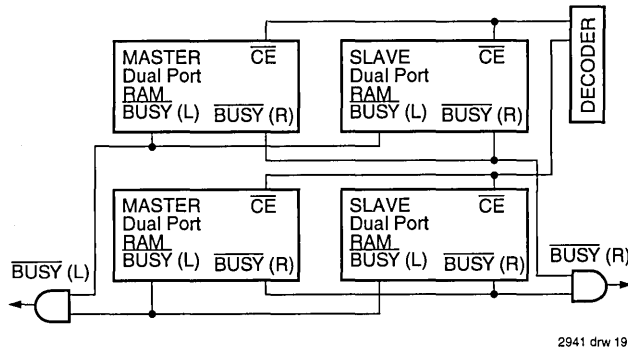 MASTER CE
Dual Port
RAM
BUSY (L) BUSY (R)
SLAVE CE
Dual Port
RAM
BUSY (L) BUSY (R)
DECODER
MASTER CE
Dual Port
RAM
BUSY (L) BUSY (R)
SLAVE CE
Dual Port
RAM
BUSY (L) BUSY (R)
BUSY (L)
BUSY (R)
2941 drw 19